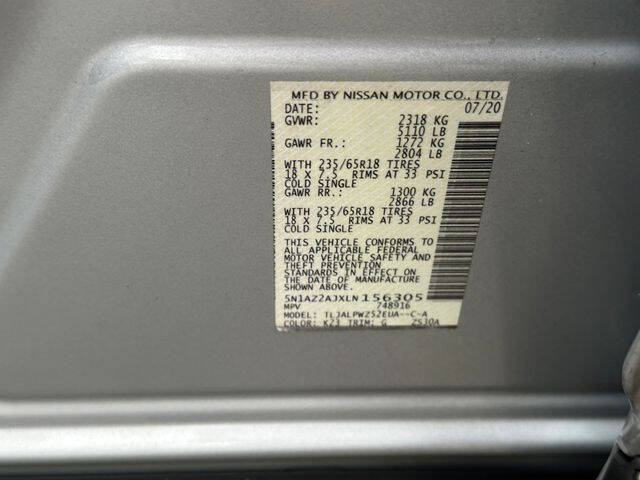 MFD BY NISSAN MOTOR CO., LTD.
DATE: 07/20
GVWR: 2318 KG
5110 LB
GAWR FR.: 1272 KG
2804 LB
WITH 235/65R18 TIRES
18 X 7.5 RIMS AT 33 PSI
COLD SINGLE
GAWR RR.: 1300 KG
2866 LB
WITH 235/65R18 TIRES
18 X 7.5 RIMS AT 33 PSI
COLD SINGLE
THIS VEHICLE CONFORMS TO
ALL APPLICABLE FEDERAL
MOTOR VEHICLE SAFETY AND
THEFT PREVENTION
STANDARDS IN EFFECT ON
THE DATE OF MANUFACTURE
5N1AZ2AJXLN156305
MPV 748916
MODEL: TLJALPWZ52EUA--C-A
COLOR: K23 TRIM: G Z530A